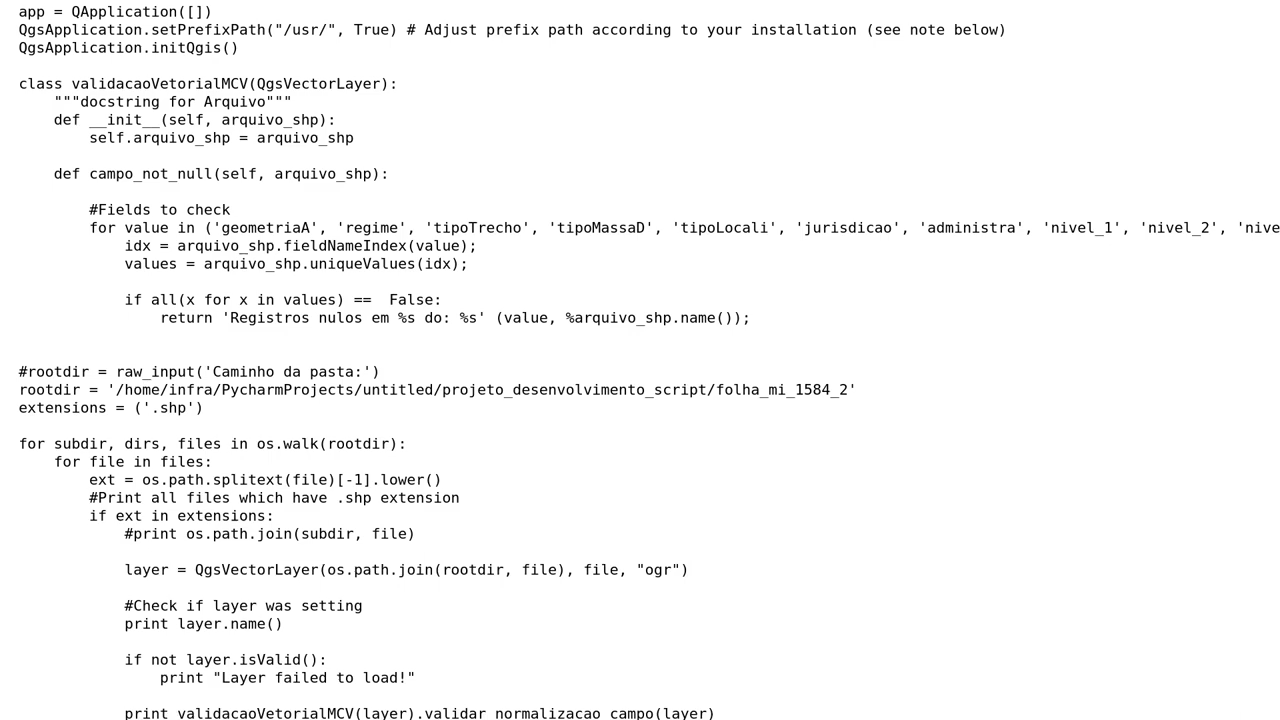 app = QApplication([])
QgsApplication.setPrefixPath("/usr/", True) # Adjust prefix path according to your installation (see note below)
QgsApplication.initQgis()

class validacaoVetorialMCV(QgsVectorLayer):
    """docstring for Arquivo"""
    def __init__(self, arquivo_shp):
        self.arquivo_shp = arquivo_shp

    def campo_not_null(self, arquivo_shp):

        #Fields to check
        for value in ('geometriaA', 'regime', 'tipoTrecho', 'tipoMassaD', 'tipoLocali', 'jurisdicao', 'administra', 'nivel_1', 'nivel_2', 'nive
            idx = arquivo_shp.fieldNameIndex(value);
            values = arquivo_shp.uniqueValues(idx);

            if all(x for x in values) ==  False:
                return 'Registros nulos em %s do: %s' (value, %arquivo_shp.name());


#rootdir = raw_input('Caminho da pasta:')
rootdir = '/home/infra/PycharmProjects/untitled/projeto_desenvolvimento_script/folha_mi_1584_2'
extensions = ('.shp')

for subdir, dirs, files in os.walk(rootdir):
    for file in files:
        ext = os.path.splitext(file)[-1].lower()
        #Print all files which have .shp extension
        if ext in extensions:
            #print os.path.join(subdir, file)

            layer = QgsVectorLayer(os.path.join(rootdir, file), file, "ogr")

            #Check if layer was setting
            print layer.name()

            if not layer.isValid():
                print "Layer failed to load!"

            print validacaoVetorialMCV(layer).validar_normalizacao_campo(layer)